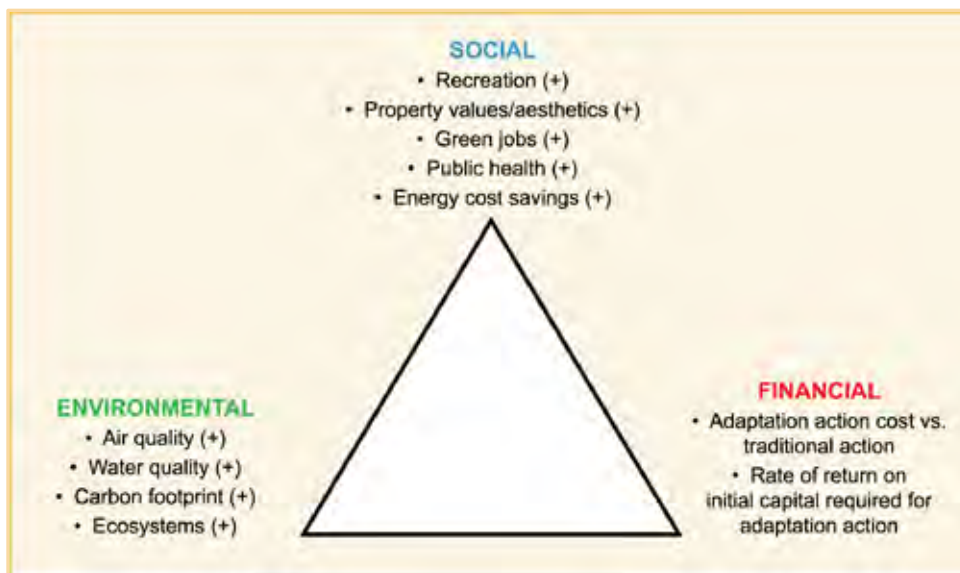 SOCIAL
• Recreation (+)
• Property values/aesthetics (+)
• Green jobs (+)
• Public health (+)
• Energy cost savings (+)
ENVIRONMENTAL
• Air quality (+)
• Water quality (+)
• Carbon footprint (+)
• Ecosystems (+)
FINANCIAL
• Adaptation action cost vs.
traditional action
• Rate of return on
initial capital required for
adaptation action